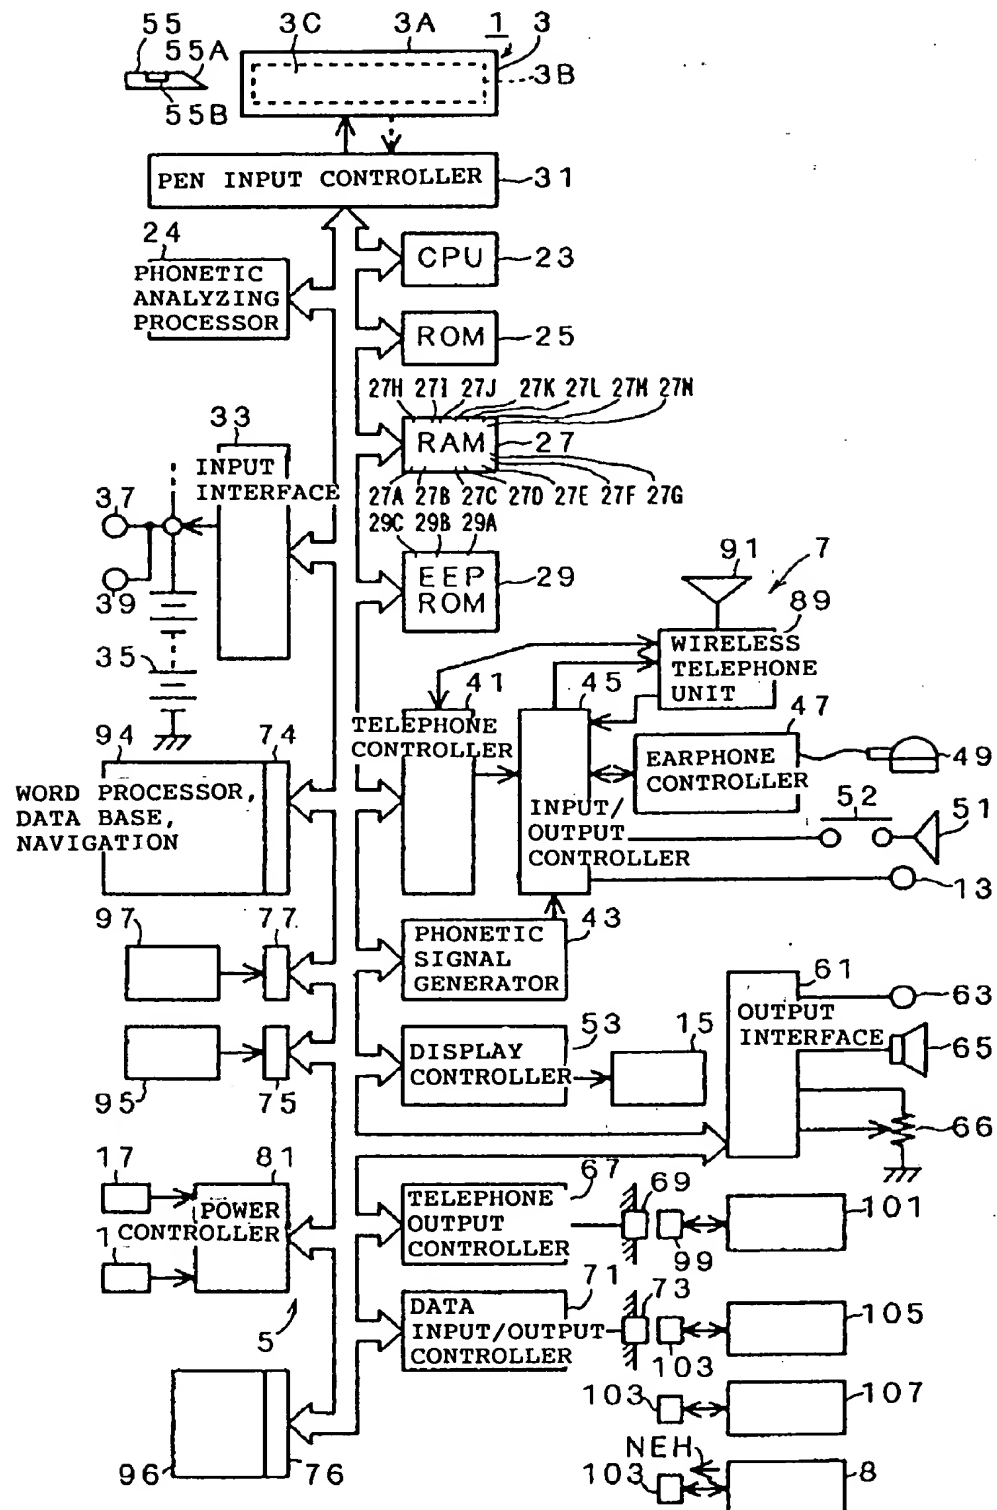 55
55A
55B
3C
3A
1
3
3B
PEN INPUT CONTROLLER
31
24
PHONETIC
ANALYZING
PROCESSOR
CPU
23
ROM
25
27H 27I 27J 27K 27L 27M 27N
RAM
27
27A 27B 27C 27D 27E 27F 27G
29C 29B 29A
EEP
ROM
29
33
INPUT
INTERFACE
37
39
35
91
7
89
WIRELESS
TELEPHONE
UNIT
41
TELEPHONE
CONTROLLER
45
INPUT/
OUTPUT
CONTROLLER
47
EARPHONE
CONTROLLER
49
52
51
13
94
74
WORD PROCESSOR,
DATA BASE,
NAVIGATION
97
77
PHONETIC
SIGNAL
GENERATOR
43
95
75
DISPLAY
CONTROLLER
53
15
61
OUTPUT
INTERFACE
63
65
66
17
81
POWER
CONTROLLER
1
5
TELEPHONE
OUTPUT
CONTROLLER
67
69
99
101
DATA
INPUT/OUTPUT
CONTROLLER
71
73
103
105
103
107
96
76
NEH
103
8